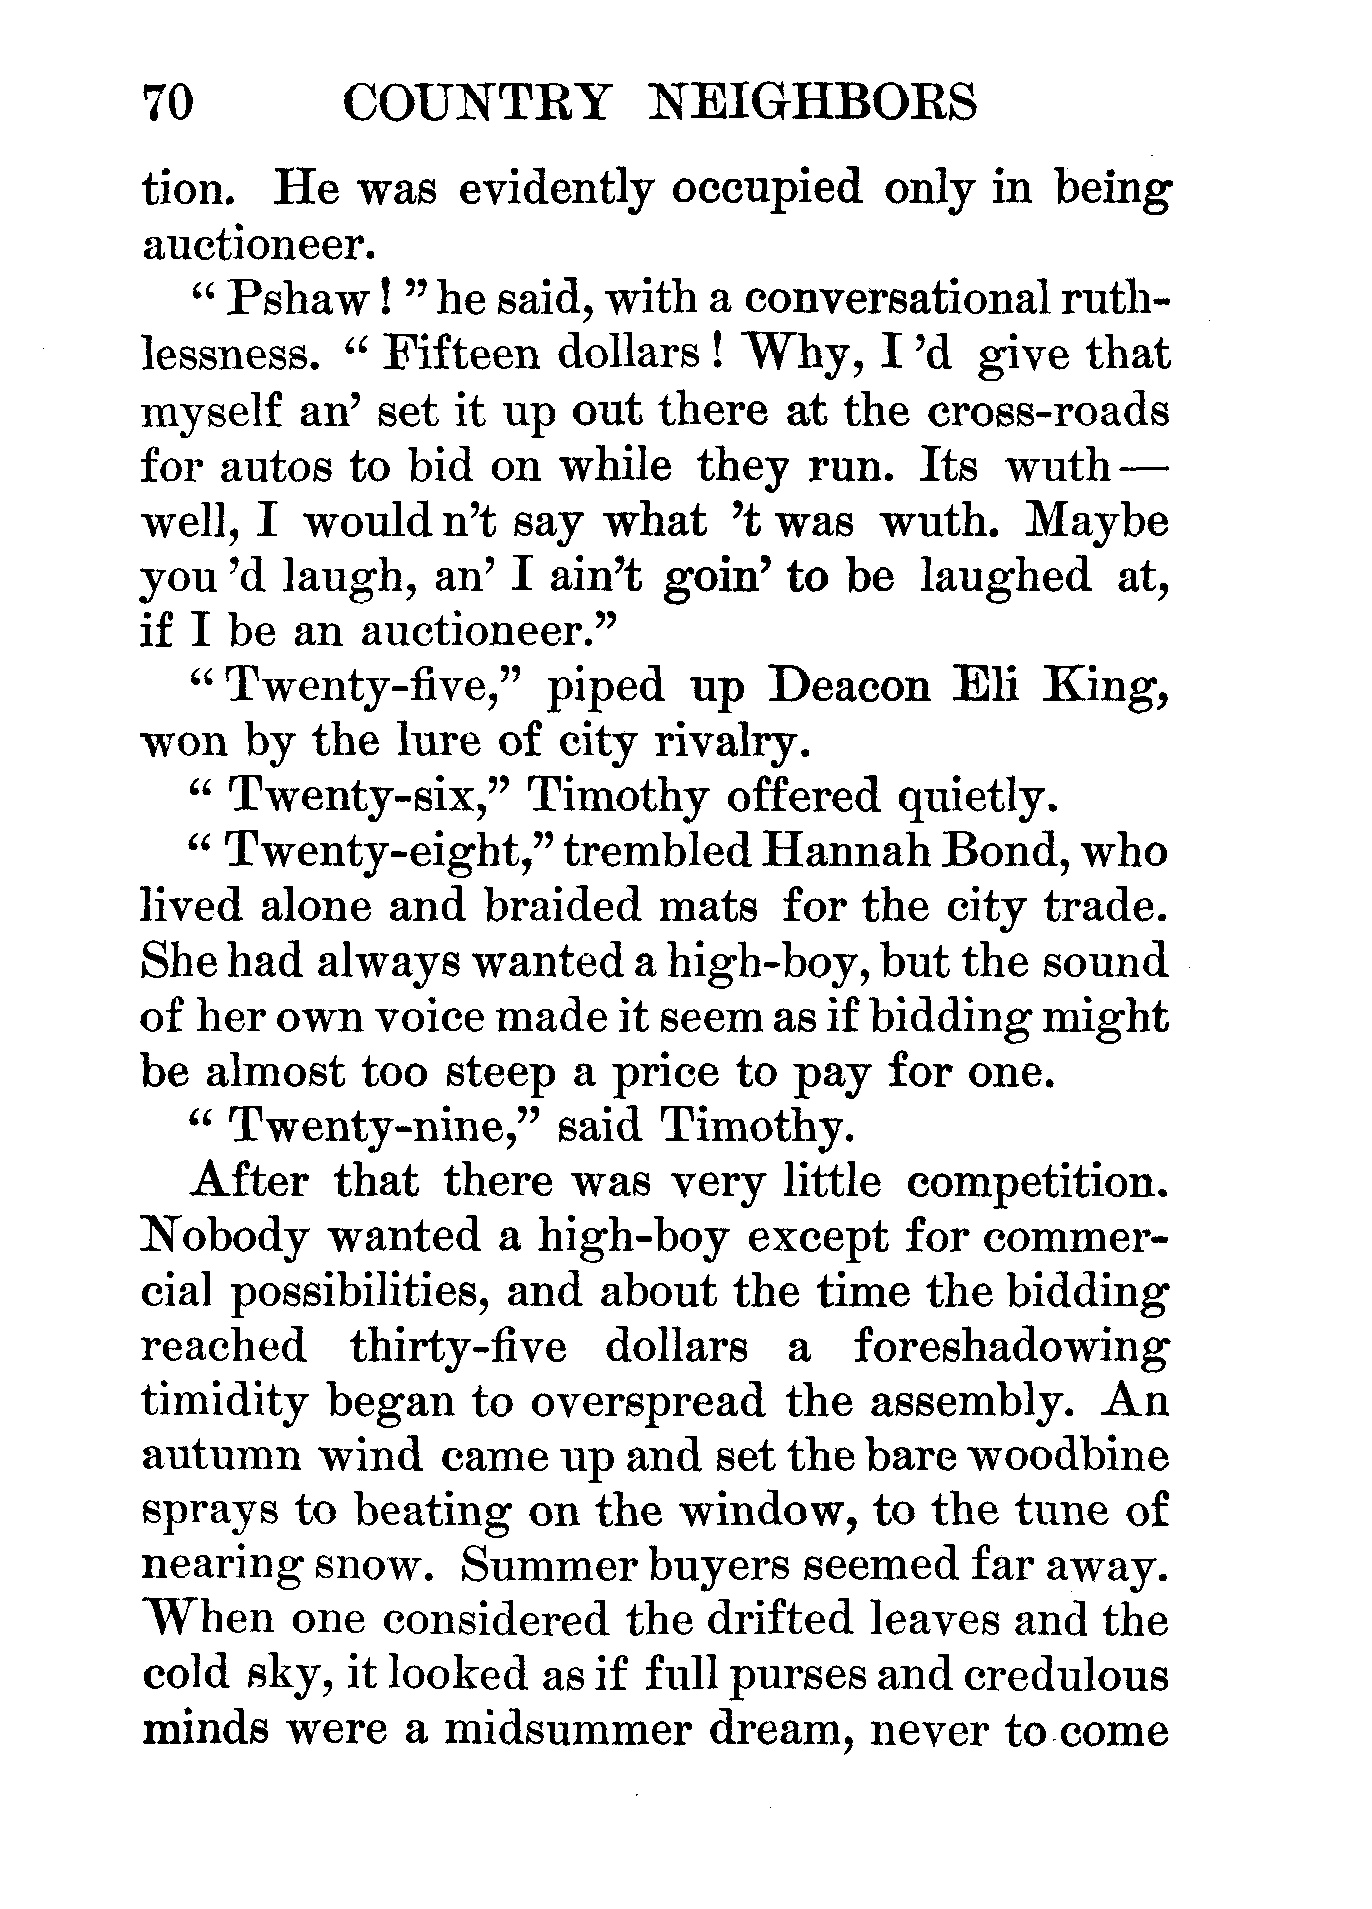 70 COUNTRY NEIGHBORS
tion. He was evidently occupied only in being
auctioneer.
“ Pshaw ! ” he said, with a conversational ruth-
lessness. “ Fifteen dollars ! Why, I ’d give that
myself an’ set it up out there at the cross-roads
for autos to bid on while they run. Its wuth —
well, I would n’t say what ’t was wuth. Maybe
you ’d laugh, an’ I ain’t goin’ to be laughed at,
if I be an auctioneer.”
“ Twenty-five,” piped up Deacon Eli King,
won by the lure of city rivalry.
“ Twenty-six,” Timothy offered quietly.
“ Twenty-eight,” trembled Hannah Bond, who
lived alone and braided mats for the city trade.
She had always wanted a high-boy, but the sound
of her own voice made it seem as if bidding might
be almost too steep a price to pay for one.
“ Twenty-nine,” said Timothy.
After that there was very little competition.
Nobody wanted a high-boy except for commer-
cial possibilities, and about the time the bidding
reached thirty-five dollars a foreshadowing
timidity began to overspread the assembly. An
autumn wind came up and set the bare woodbine
sprays to beating on the window, to the tune of
nearing snow. Summer buyers seemed far away.
When one considered the drifted leaves and the
cold sky, it looked as if full purses and credulous
minds were a midsummer dream, never to come